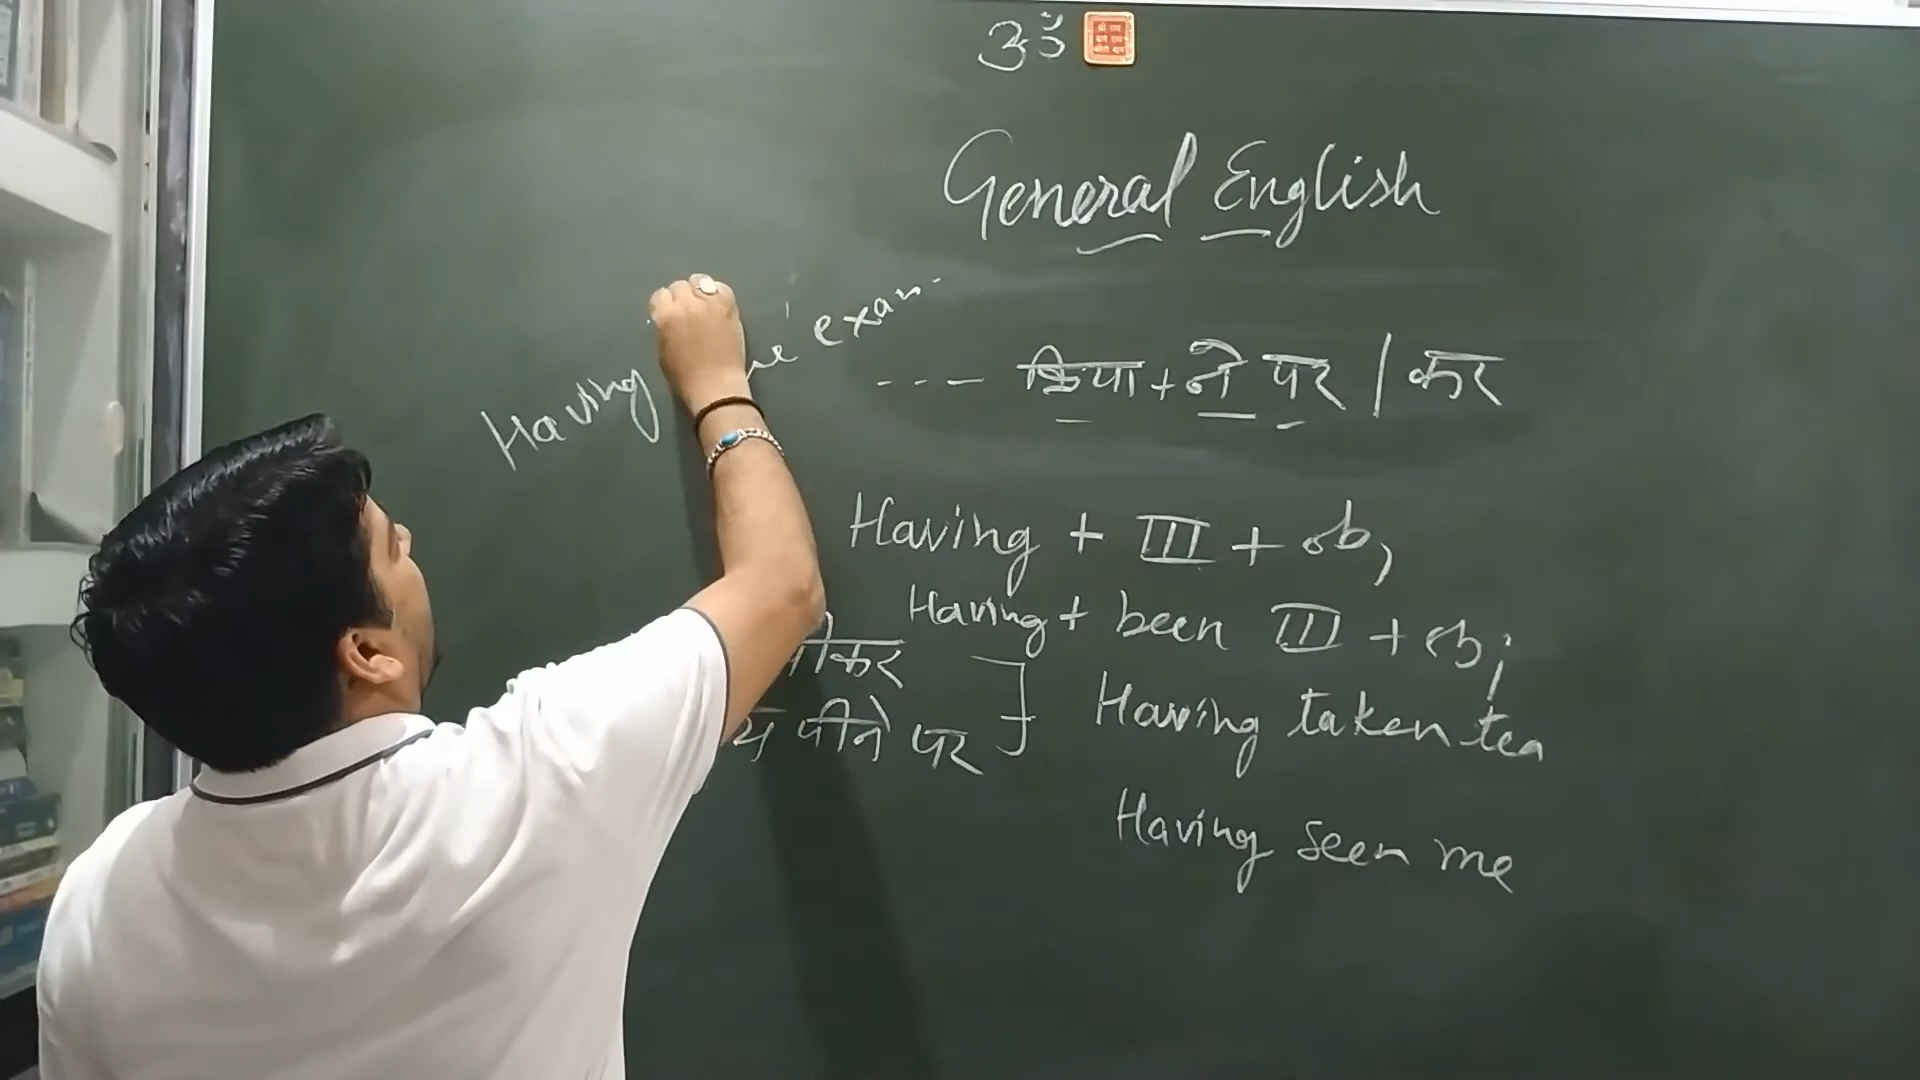 ॐ
General English
Having exam
--- क्रिया + ने पर / कर
Having + III + ob,
Having + been III + ob;
कर
पीने पर ] Having taken tea
Having seen me